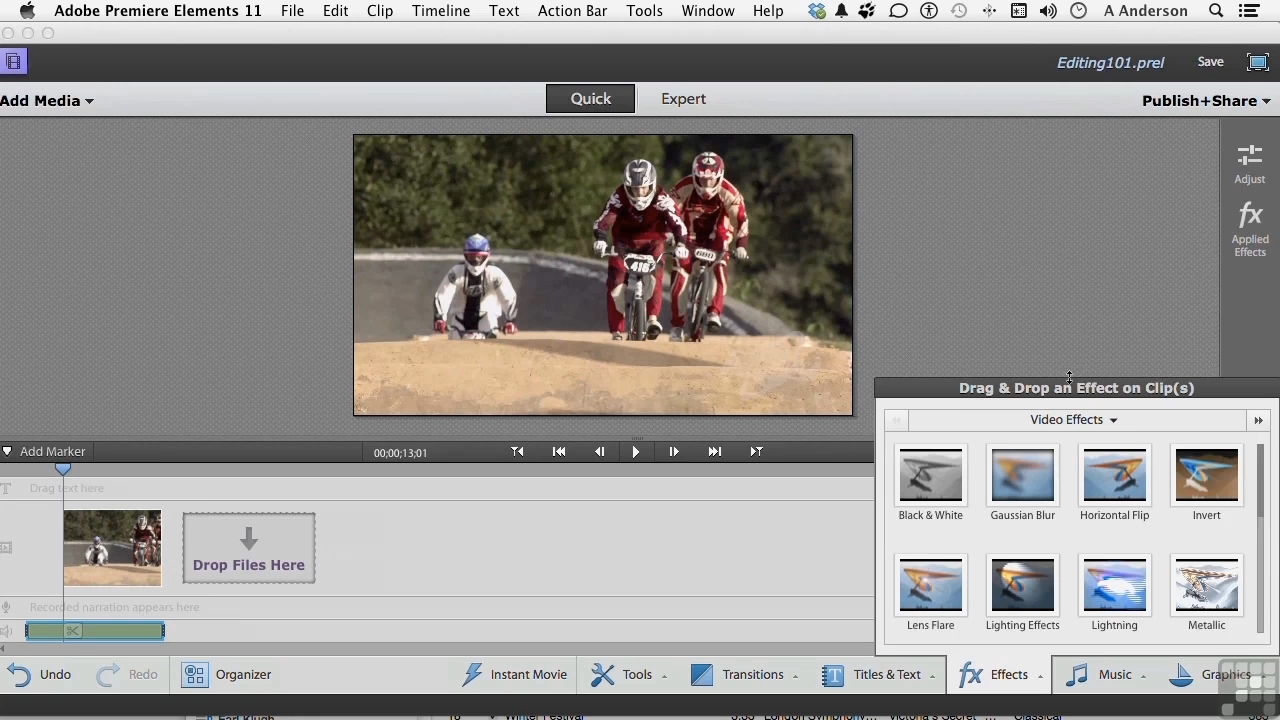 Adobe Premiere Elements 11 File Edit Clip Timeline Text Action Bar Tools Window Help A Anderson
Editing101.prel Save
Add Media Quick Expert Publish+Share
Adjust
Applied
Effects
416
Drag & Drop an Effect on Clip(s)
Video Effects
Add Marker 00;00;13;01
Drag text here
Black & White Gaussian Blur Horizontal Flip Invert
Drop Files Here
Recorded narration appears here
Lens Flare Lighting Effects Lightning Metallic
Undo Redo Organizer Instant Movie Tools Transitions Titles & Text Effects Music Graphics